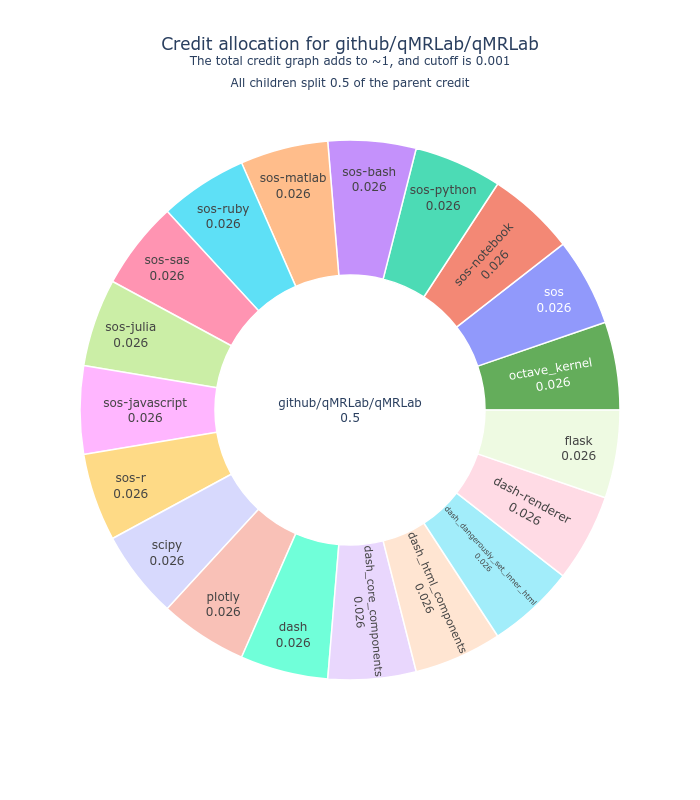 Credit allocation for github/qMRLab/qMRLab
The total credit graph adds to ~1, and cutoff is 0.001
All children split 0.5 of the parent credit
sos-bash
0.026
sos-python
0.026
sos-notebook
0.026
sos
0.026
octave_kernel
0.026
flask
0.026
dash-renderer
0.026
dash_dangerously_set_inner_html
0.026
dash_html_components
0.026
dash_core_components
0.026
dash
0.026
plotly
0.026
scipy
0.026
sos-r
0.026
sos-javascript
0.026
sos-julia
0.026
sos-sas
0.026
sos-ruby
0.026
sos-matlab
0.026
github/qMRLab/qMRLab
0.5